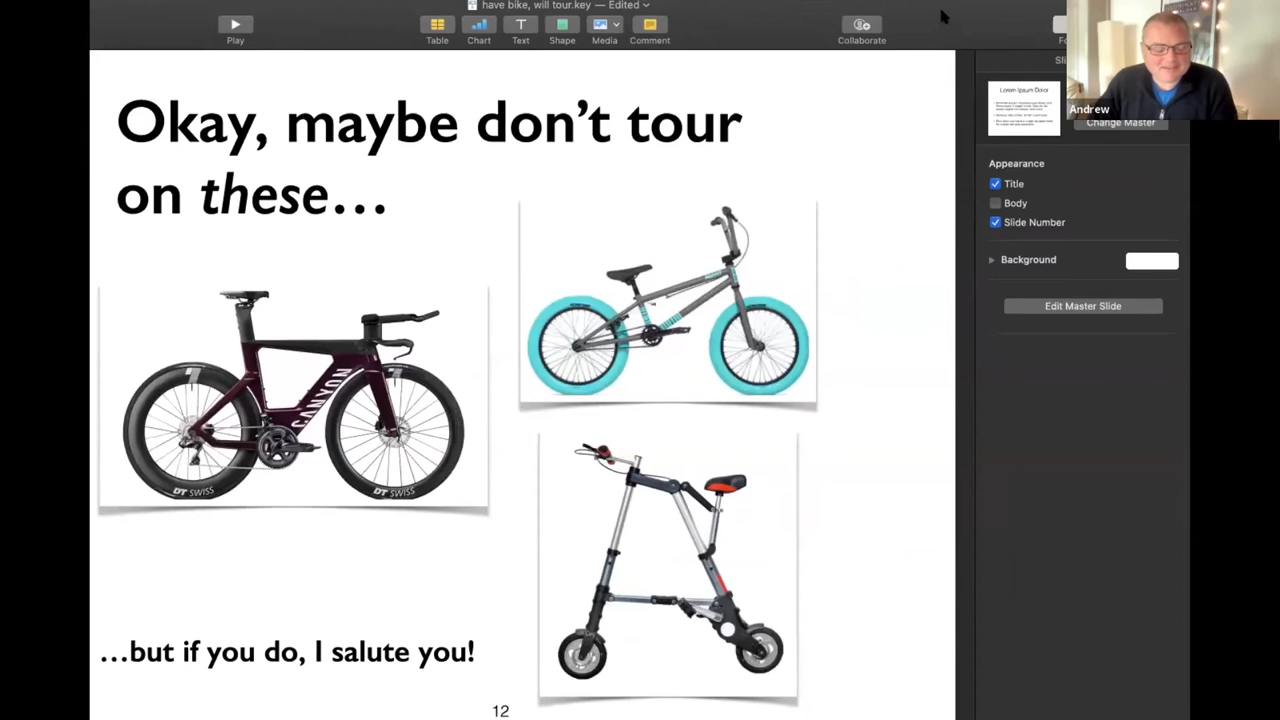 have bike, will tour.key — Edited
Play
Table
Chart
Text
Shape
Media
Comment
Collaborate
Andrew
Lorem Ipsum Dolor
Change Master
Appearance
Title
Body
Slide Number
Background
Edit Master Slide
Okay, maybe don't tour
on these…
CANYON
DT SWISS
DT SWISS
…but if you do, I salute you!
12